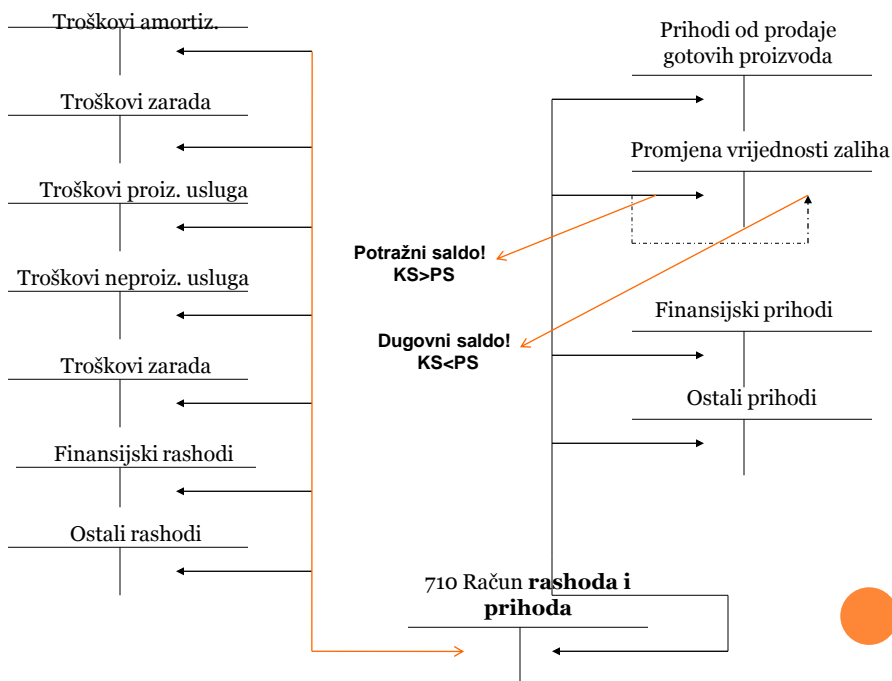 Troškovi amortiz.
Troškovi zarada
Troškovi proiz. usluga
Troškovi neproiz. usluga
Troškovi zarada
Finansijski rashodi
Ostali rashodi
Potražni saldo!
KS>PS
Dugovni saldo!
KS<PS
Prihodi od prodaje
gotovih proizvoda
Promjena vrijednosti zaliha
Finansijski prihodi
Ostali prihodi
710 Račun rashoda i
prihoda